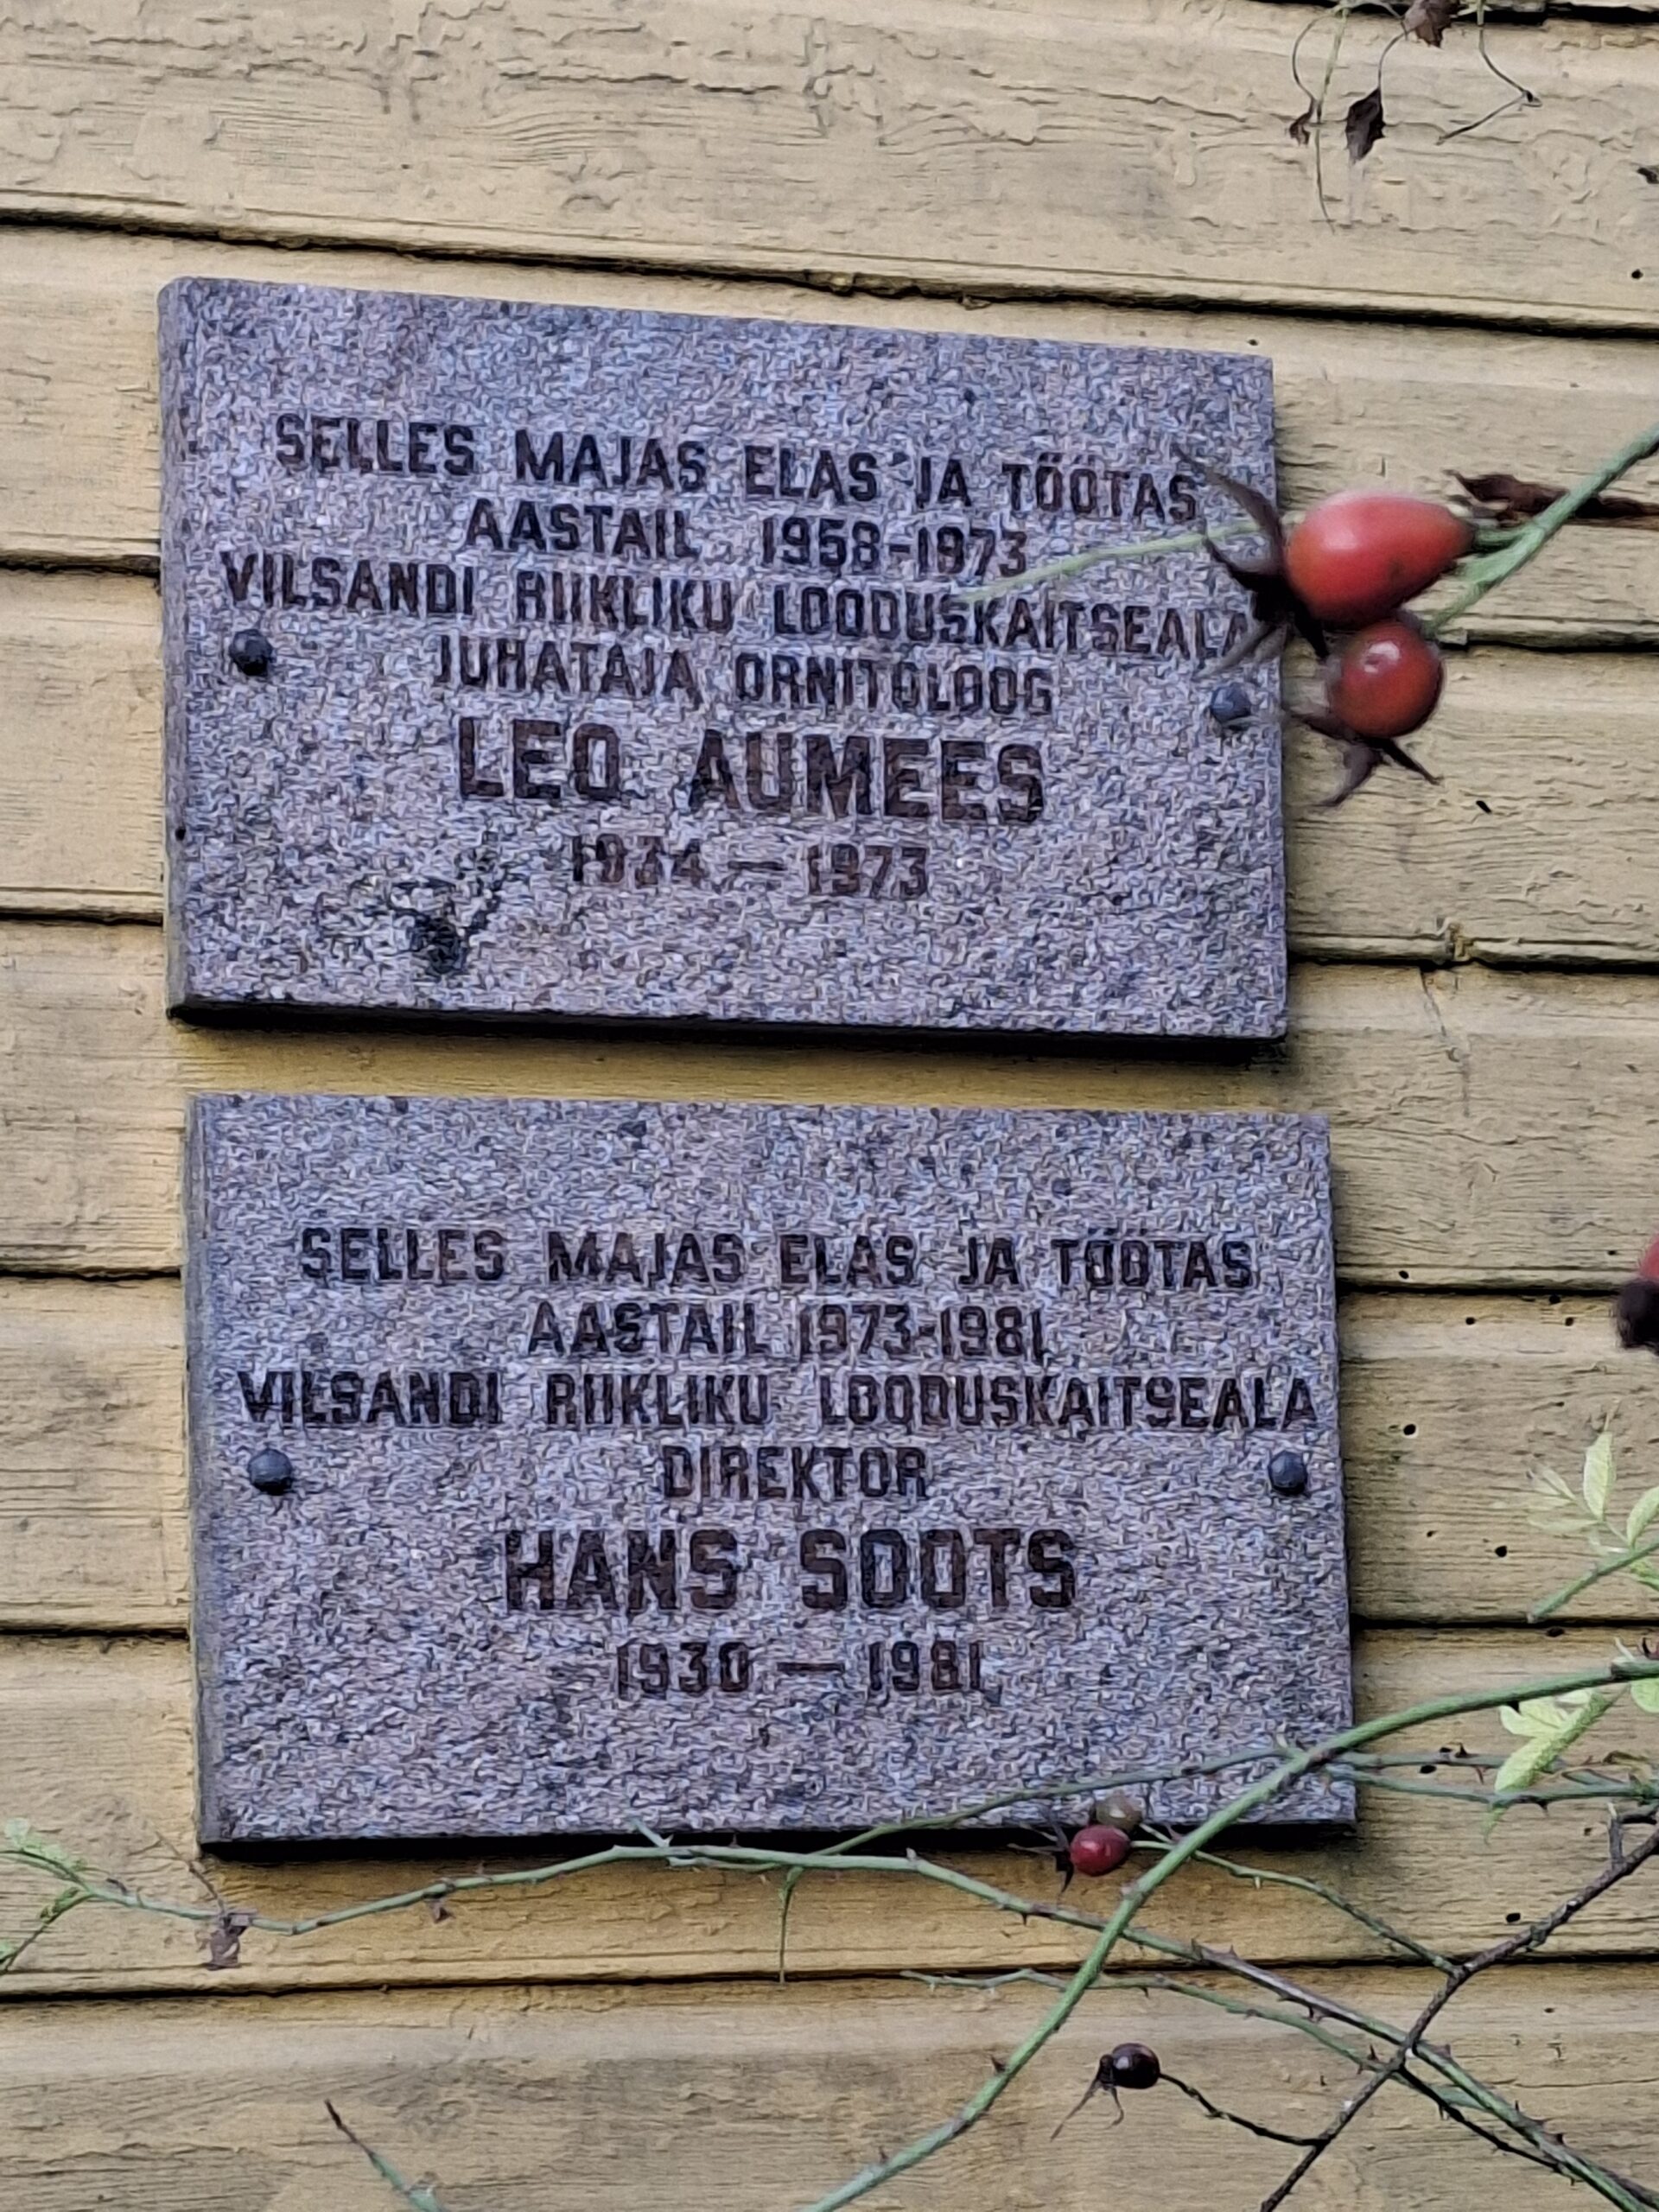 SELLES MAJAS ELAS JA TÖÖTAS
AASTAIL 1958-1973
VILSANDI RIIKLIKU LOODUSKAITSEALA
JUHATAJA ORNITOLOOG
LEO AUMEES
1934 — 1973
SELLES MAJAS ELAS JA TÖÖTAS
AASTAIL 1973-1981
VILSANDI RIIKLIKU LOODUSKAITSEALA
DIREKTOR
HANS SOOTS
1930 — 1981